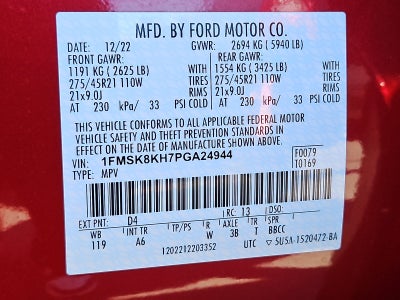 MFD. BY FORD MOTOR CO.
DATE: 12/22 GVWR: 2694 KG ( 5940 LB)
FRONT GAWR: REAR GAWR:
1191 KG (2625 LB) WITH 1554 KG (3425 LB) WITH
275/45R21 110W TIRES 275/45R21 110W TIRES
21x9.0J RIMS 21x9.0J RIMS
AT 230 kPa/ 33 PSI COLD AT 230 kPa/ 33 PSI COLD
THIS VEHICLE CONFORMS TO ALL APPLICABLE FEDERAL MOTOR
VEHICLE SAFETY AND THEFT PREVENTION STANDARDS IN
EFFECT ON THE DATE OF MANUFACTURE SHOWN ABOVE.
VIN: 1FMSK8KH7PGA24944 F0079
TYPE: MPV T0169
EXT PNT: D4 RC: 13 DSO:
WB INT TR TP/PS R AXLE TR SPR
119 A6 3B T BBCC
1202212203352 UTC 5U5A-1520472-BA